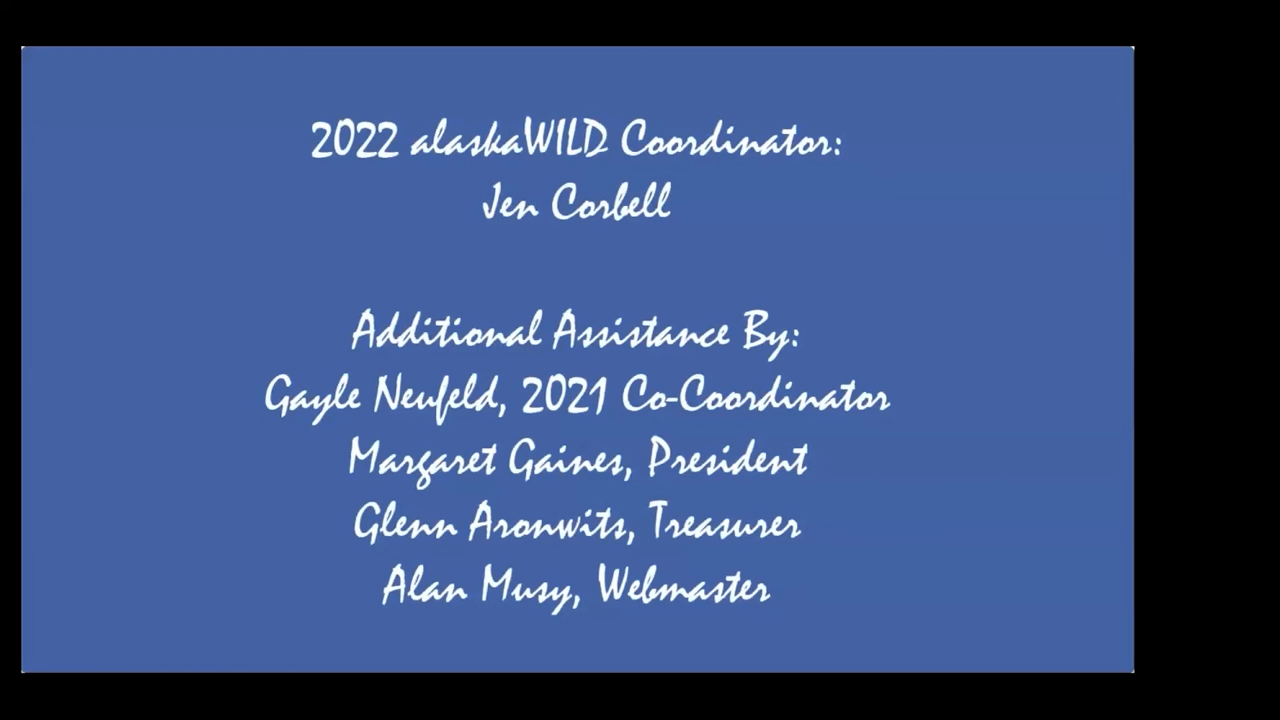 2022 alaskaWILD Coordinator:
Jen Corbell
Additional Assistance By:
Gayle Neufeld, 2021 Co-Coordinator
Margaret Gaines, President
Glenn Aronwits, Treasurer
Alan Musy, Webmaster